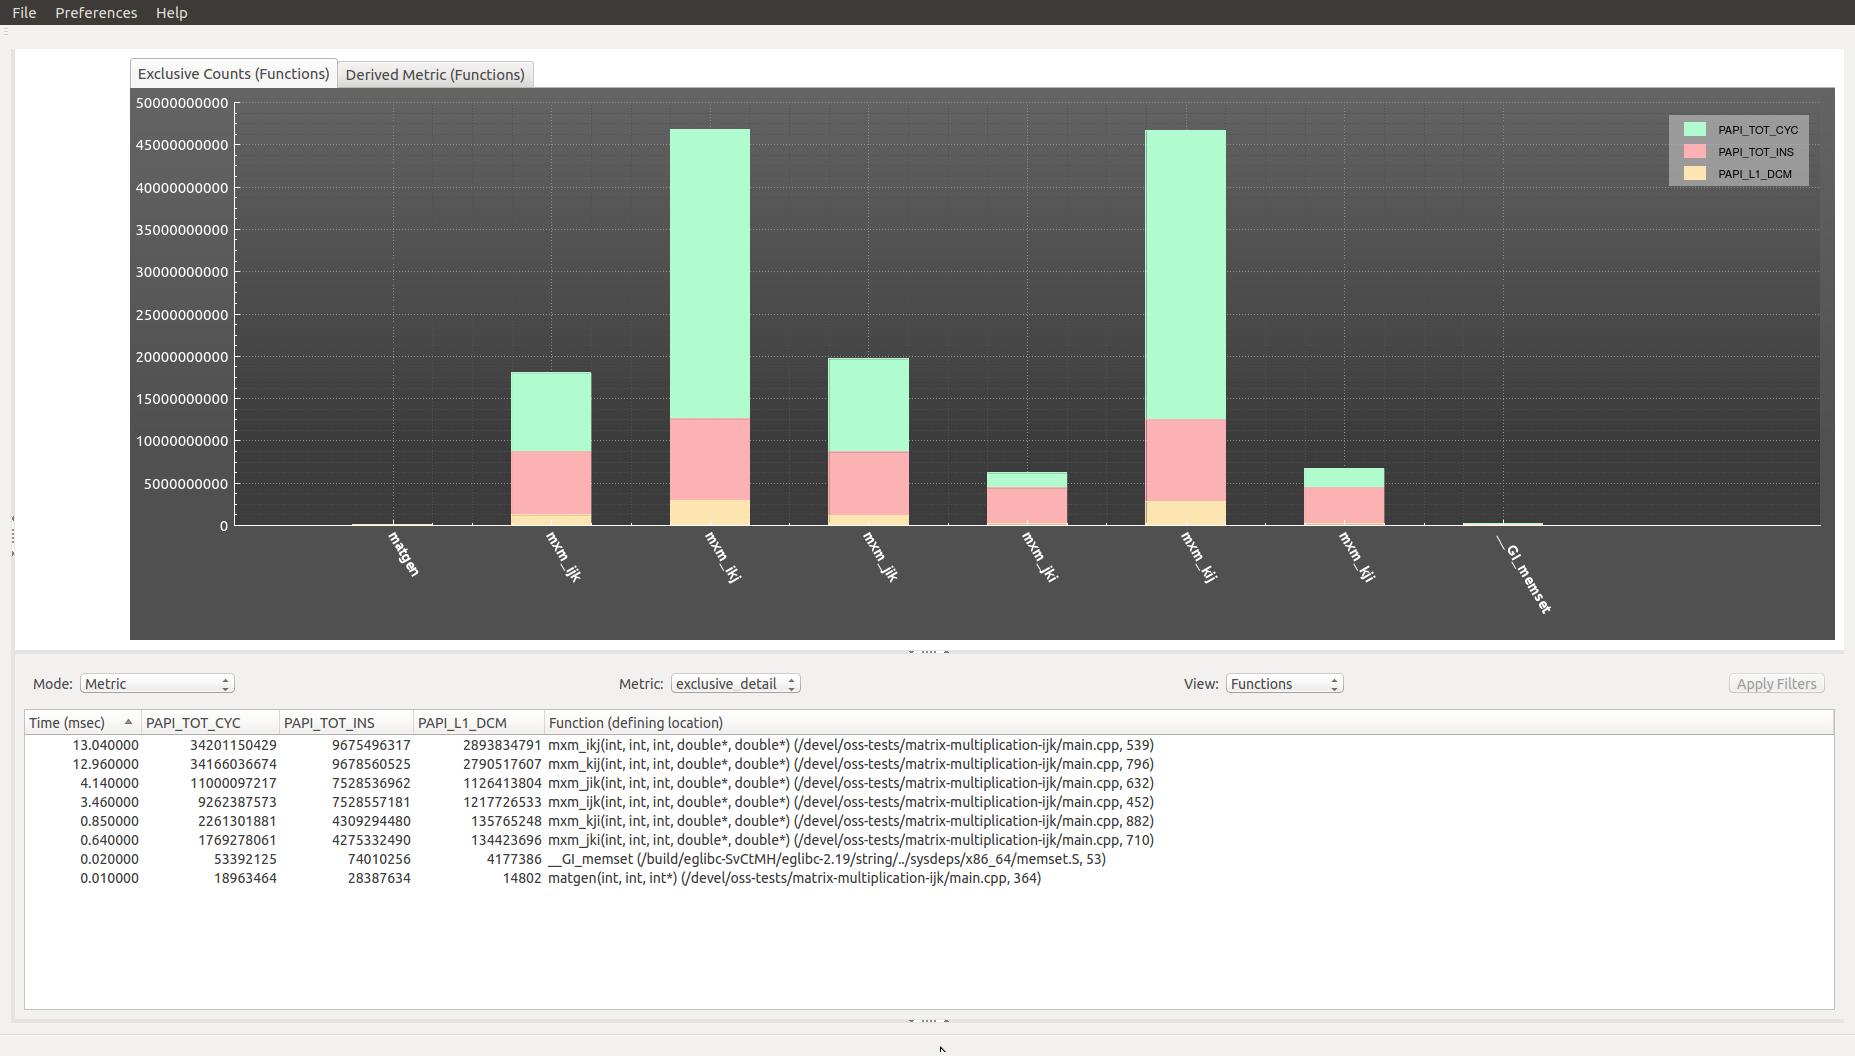 File Preferences Help
Exclusive Counts (Functions) Derived Metric (Functions)
50000000000
45000000000
40000000000
35000000000
30000000000
25000000000
20000000000
15000000000
10000000000
5000000000
0
PAPI_TOT_CYC
PAPI_TOT_INS
PAPI_L1_DCM
matgen mxm_ijk mxm_ikj mxm_jik mxm_jki mxm_kij mxm_kji __GI_memset
Mode: Metric Metric: exclusive_detail View: Functions Apply Filters
Time (msec) PAPI_TOT_CYC PAPI_TOT_INS PAPI_L1_DCM Function (defining location)
13.040000 34201150429 9675496317 2893834791 mxm_ikj(int, int, int, double*, double*) (/devel/oss-tests/matrix-multiplication-ijk/main.cpp, 539)
12.960000 34166036674 9678560525 2790517607 mxm_kij(int, int, int, double*, double*) (/devel/oss-tests/matrix-multiplication-ijk/main.cpp, 796)
4.140000 11000097217 7528536962 1126413804 mxm_jik(int, int, int, double*, double*) (/devel/oss-tests/matrix-multiplication-ijk/main.cpp, 632)
3.460000 9262387573 7528557181 1217726533 mxm_ijk(int, int, int, double*, double*) (/devel/oss-tests/matrix-multiplication-ijk/main.cpp, 452)
0.850000 2261301881 4309294480 135765248 mxm_kji(int, int, int, double*, double*) (/devel/oss-tests/matrix-multiplication-ijk/main.cpp, 882)
0.640000 1769278061 4275332490 134423696 mxm_jki(int, int, int, double*, double*) (/devel/oss-tests/matrix-multiplication-ijk/main.cpp, 710)
0.020000 53392125 74010256 4177386 __GI_memset (/build/eglibc-SvCtMH/eglibc-2.19/string/../sysdeps/x86_64/memset.S, 53)
0.010000 18963464 28387634 14802 matgen(int, int, int*) (/devel/oss-tests/matrix-multiplication-ijk/main.cpp, 364)